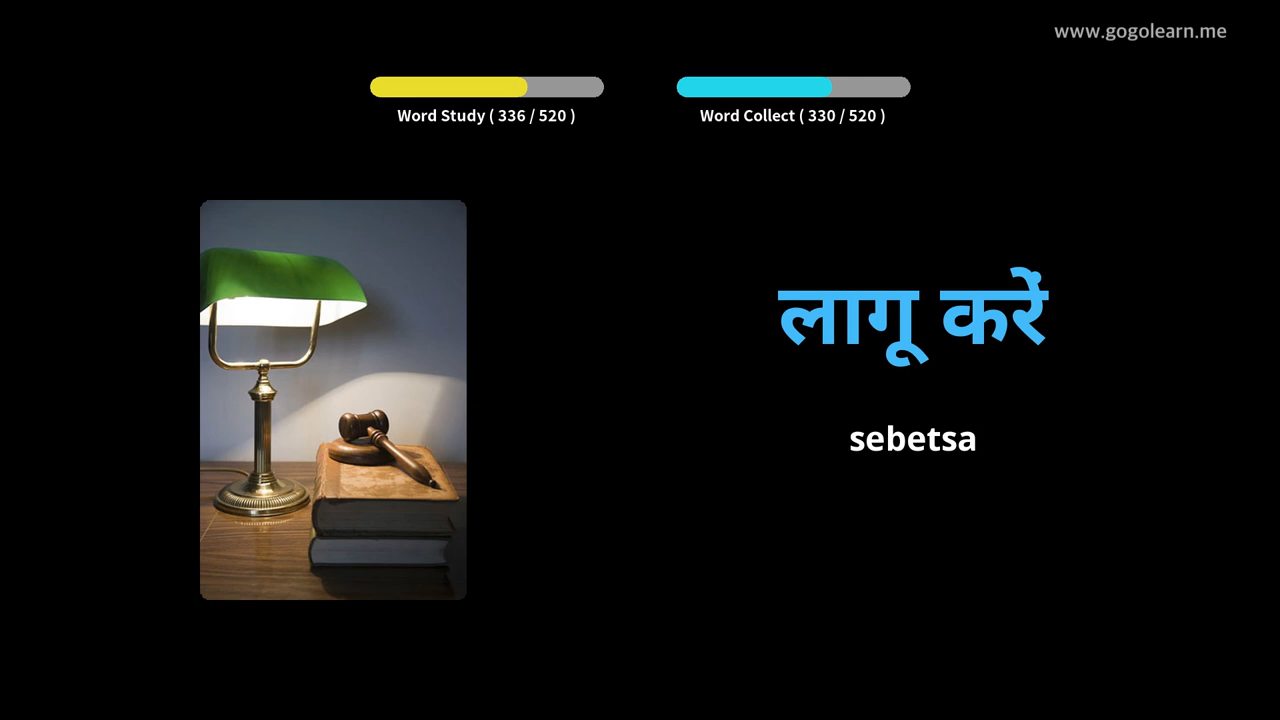 www.gogolearn.me
Word Study ( 336 / 520 )
Word Collect ( 330 / 520 )
लागू करें
sebetsa